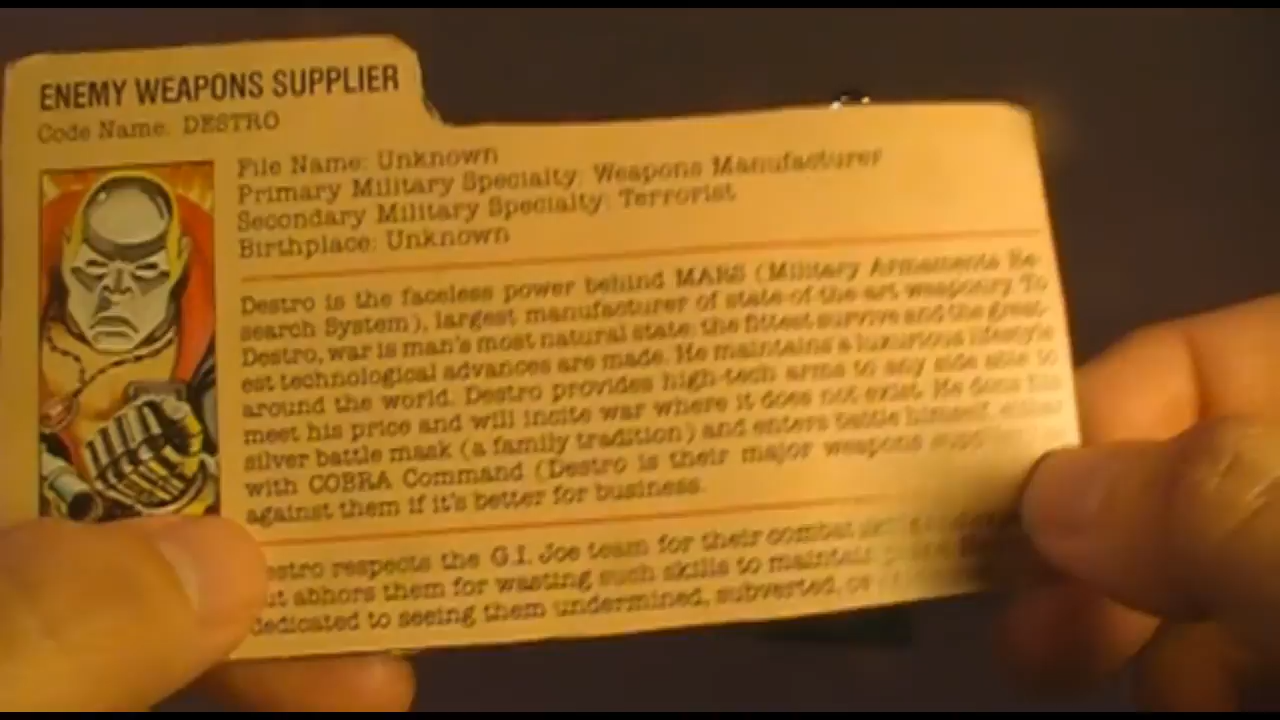 ENEMY WEAPONS SUPPLIER
Code Name: DESTRO
File Name: Unknown
Primary Military Specialty: Weapons Manufacturer
Secondary Military Specialty: Terrorist
Birthplace: Unknown
Destro is the faceless power behind MARS (Military Armaments Re-
search System), largest manufacturer of state-of-the-art weaponry. To
Destro, war is man's most natural state: the fittest survive and the great-
est technological advances are made. He maintains a luxurious lifestyle
around the world. Destro provides high-tech arms to any side able to
meet his price and will incite war where it does not exist. He dons his
silver battle mask (a family tradition) and enters battle himself, either
with COBRA Command (Destro is their major weapons
against them if it's better for business.
estro respects the G.I. Joe team for their combat
ut abhors them for wasting such skills to maintain
dedicated to seeing them undermined, subverted, or